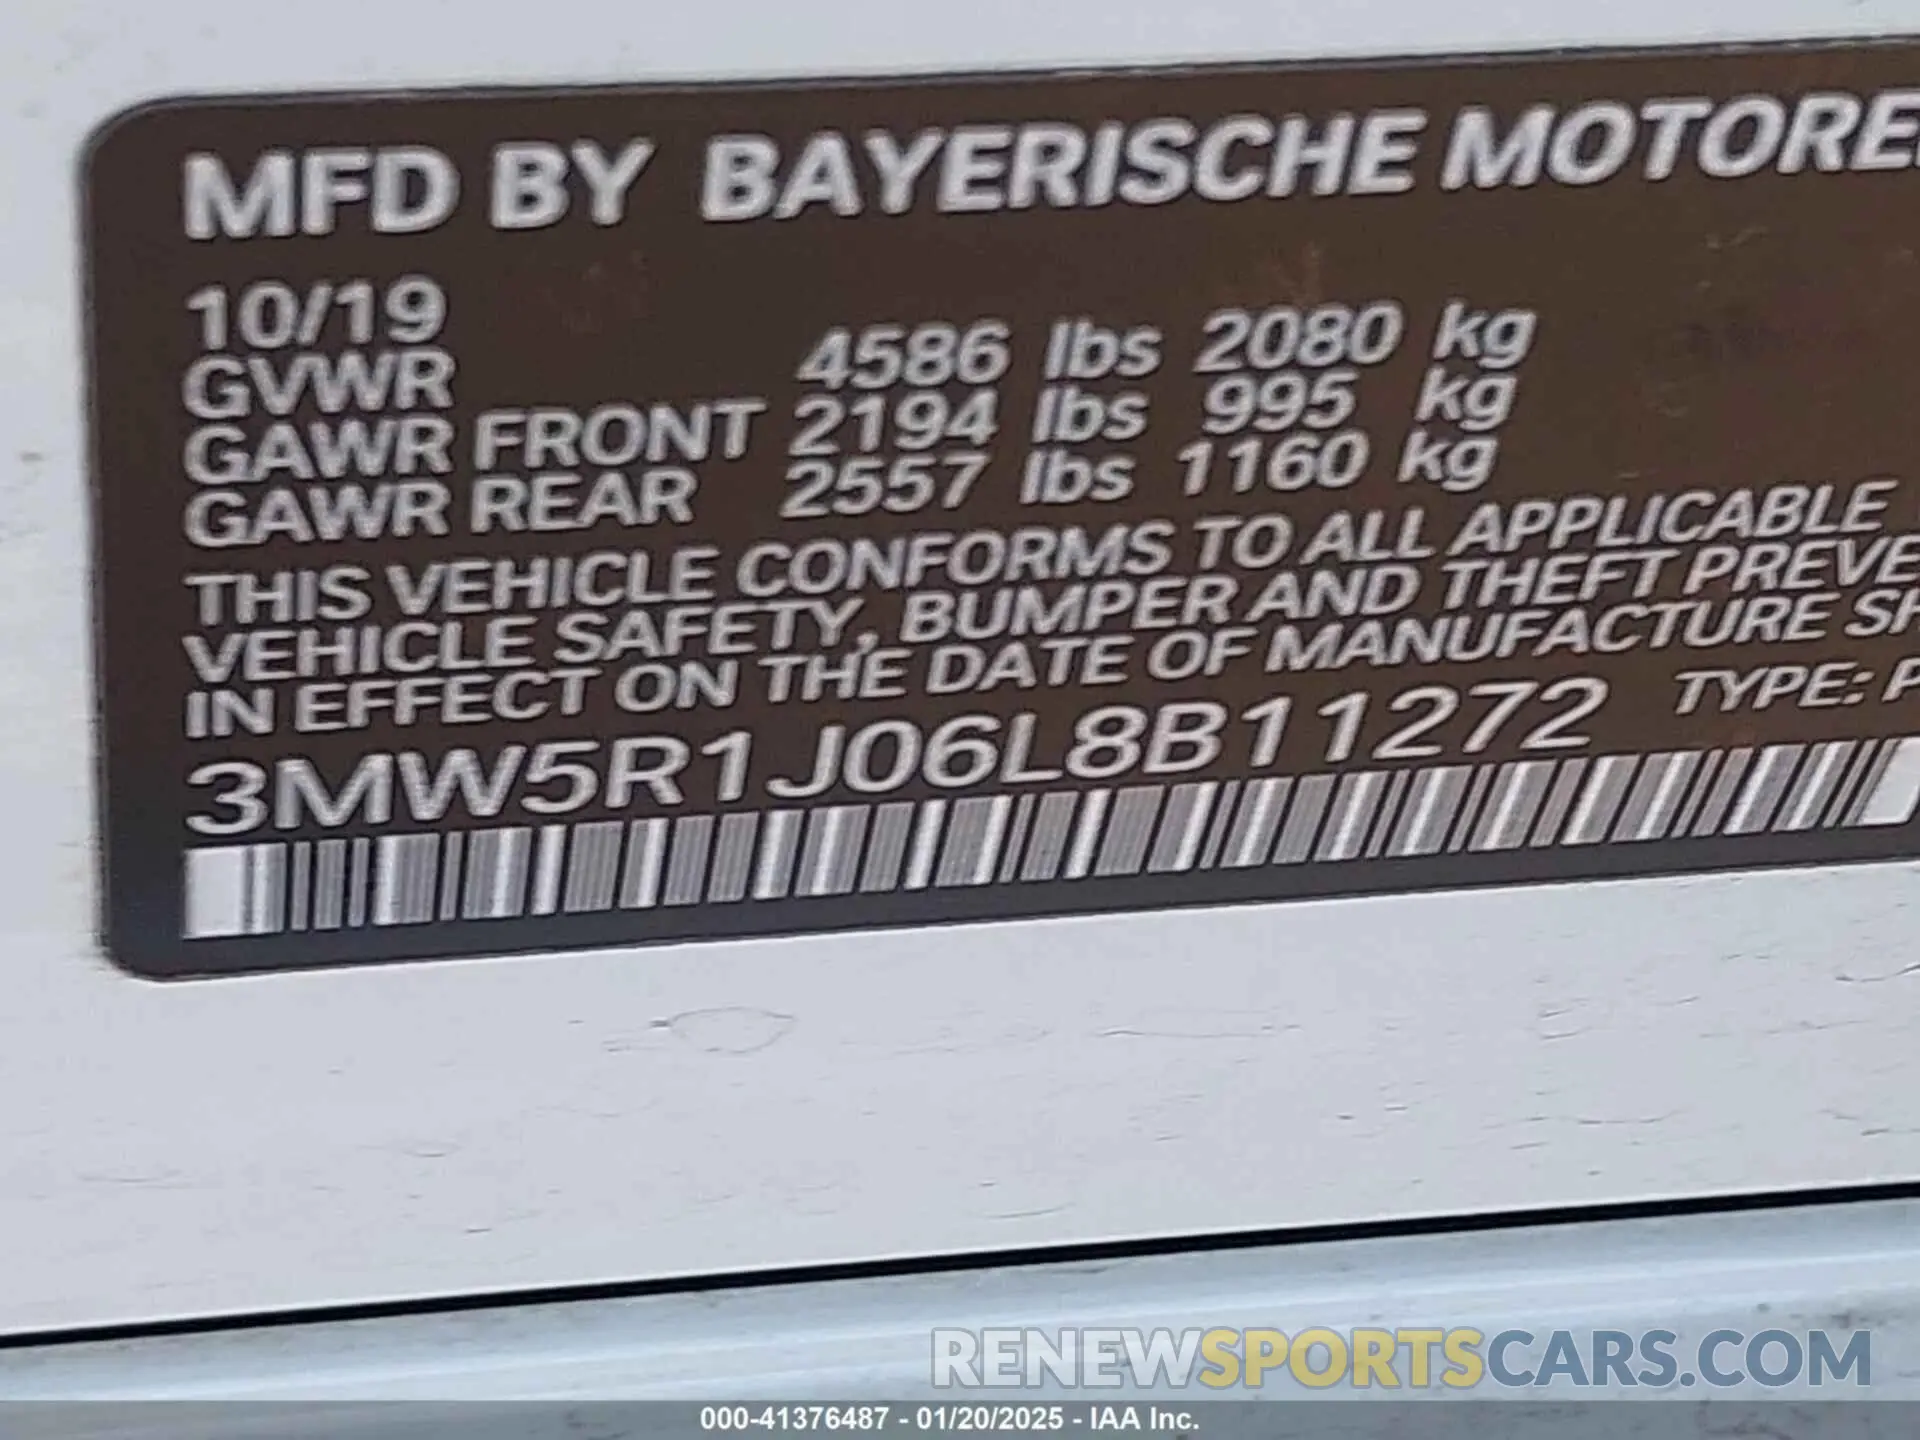 MFD BY BAYERISCHE MOTORE
10/19
GVWR 4586 lbs 2080 kg
GAWR FRONT 2194 lbs 995 kg
GAWR REAR 2557 lbs 1160 kg
THIS VEHICLE CONFORMS TO ALL APPLICABLE
VEHICLE SAFETY, BUMPER AND THEFT PREVE
IN EFFECT ON THE DATE OF MANUFACTURE SH
3MW5R1J06L8B11272 TYPE: P
RENEWSPORTSCARS.COM
000-41376487 - 01/20/2025 - IAA Inc.